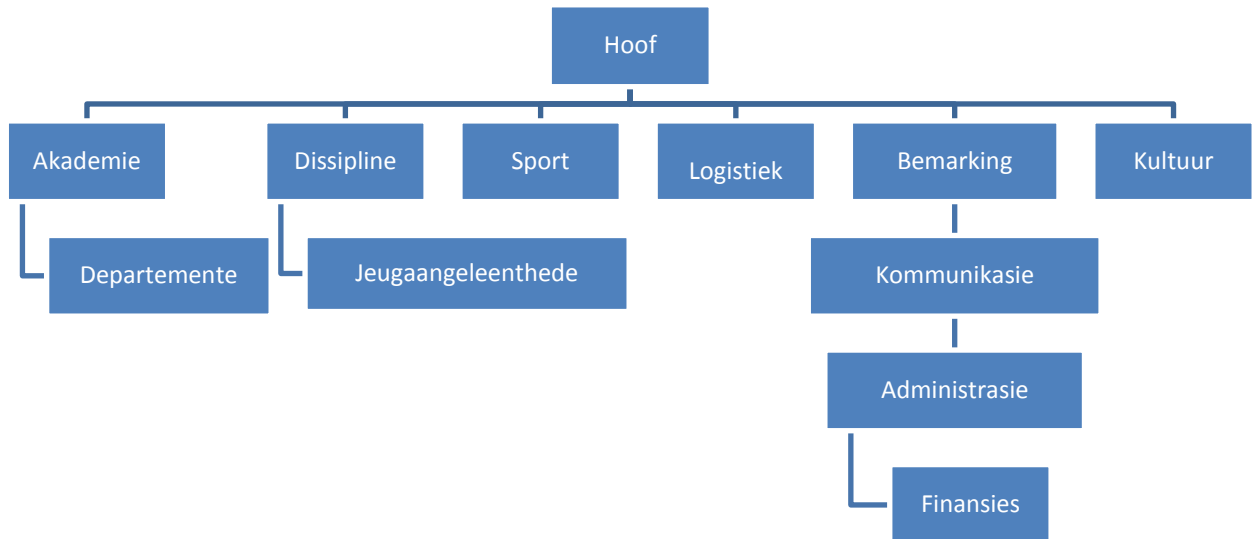 Hoof
Akademie
Dissipline
Sport
Logistiek
Bemarking
Kultuur
Departemente
Jeugaangeleenthede
Kommunikasie
Administrasie
Finansies